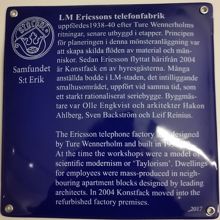 Samfundet
S:t Erik
LM Ericssons telefonfabrik
uppfördes 1938-40 efter Ture Wennerholms
ritningar, senare utbyggd i etapper. Principen
för planeringen i denna mönsteranläggning var
att skapa skilda flöden av material och män-
niskor. Sedan Ericsson flyttat härifrån 2004
är Konstfack en av hyresgästerna. Många
anställda bodde i LM-staden, det intilliggande
smalhusområdet, uppfört vid samma tid, som
ett starkt rationaliserat seriebygge. Byggmäs-
tare var Olle Engkvist och arkitekter Hakon
Ahlberg, Sven Backström och Leif Reinius.
The Ericsson telephone factory was designed
by Ture Wennerholm and built in 19
At the time the workshops were a model of
scientific modernism or 'Taylorism'. Dwellings
for employees were mass-produced in neigh-
bouring apartment blocks designed by leading
architects. In 2004 Konstfack moved into the
refurbished factory premises.
2017